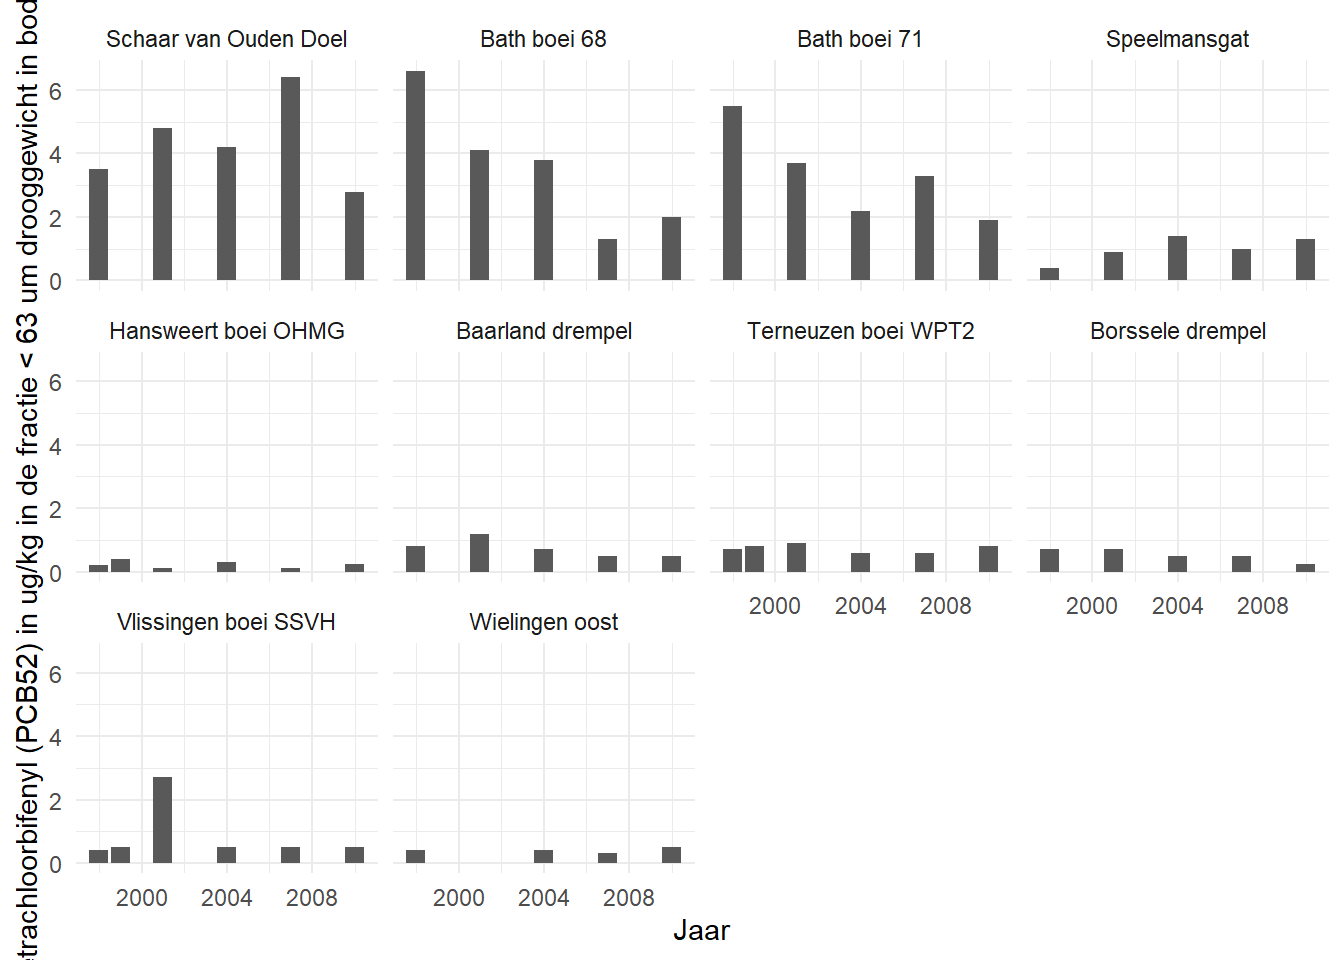 Schaar van Ouden Doel
Bath boei 68
Bath boei 71
Speelmansgat
6
4
2
0
Hansweert boei OHMG
Baarland drempel
Terneuzen boei WPT2
Borssele drempel
6
4
2
0
2000 2004 2008
2000 2004 2008
Vlissingen boei SSVH
Wielingen oost
6
4
2
0
2000 2004 2008
2000 2004 2008
Jaar
etrachloorbifenyl (PCB52) in ug/kg in de fractie < 63 um drooggewicht in bod